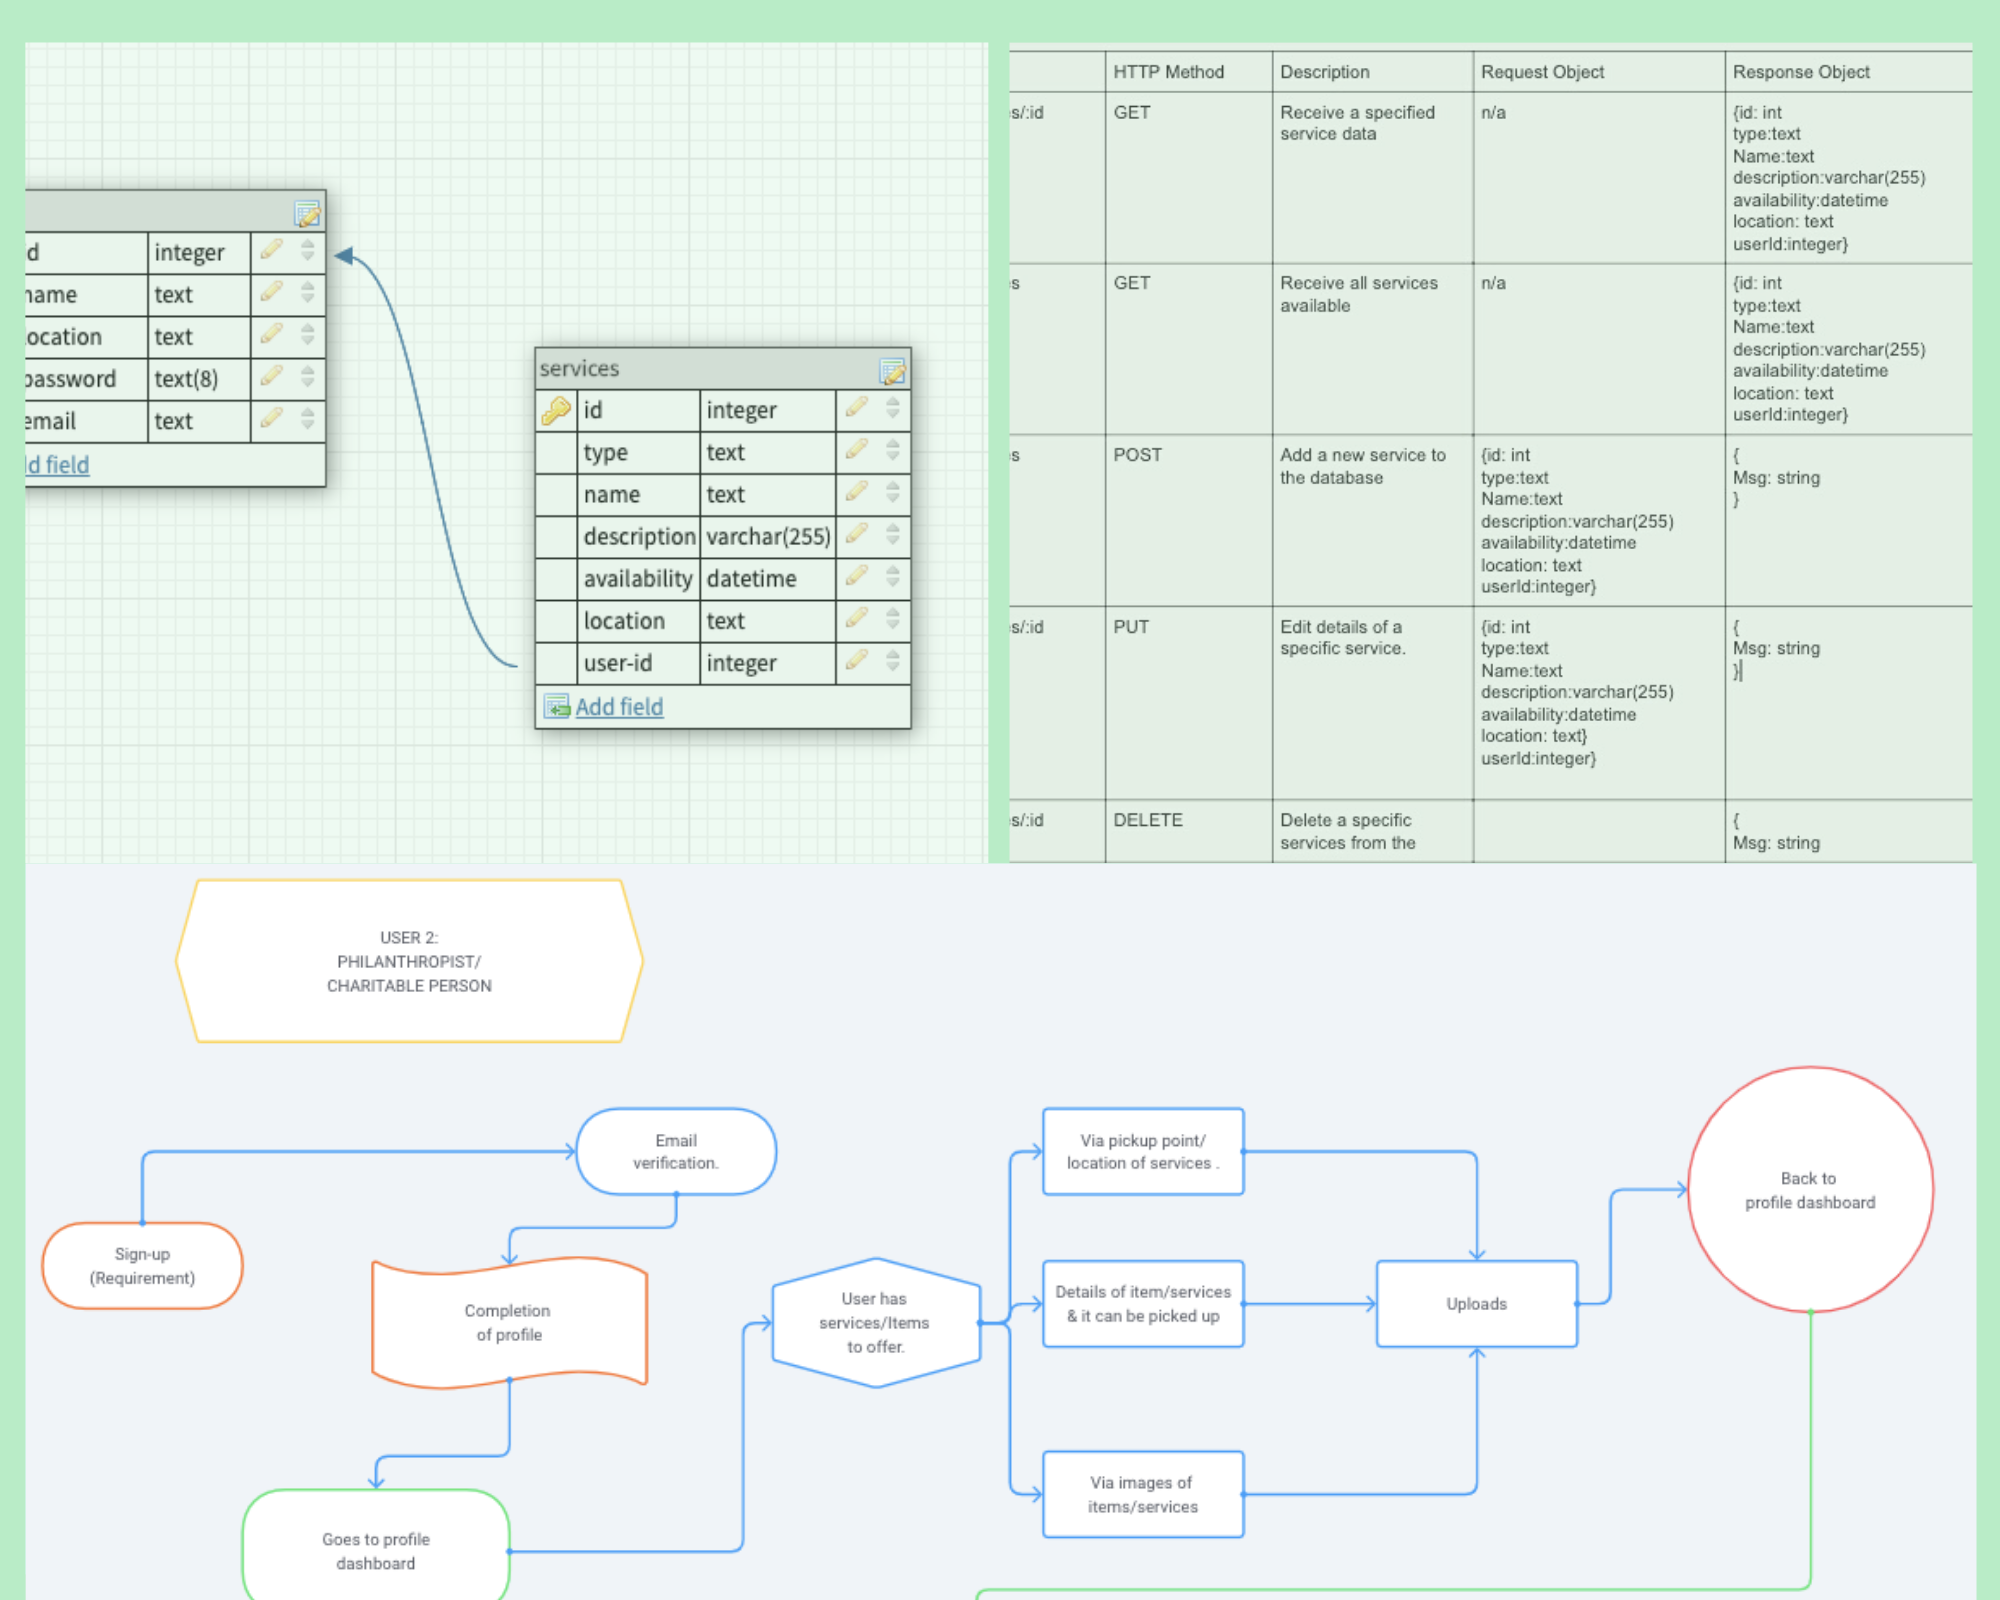 d integer
name text
location text
password text(8)
email text
d field
services
id integer
type text
name text
description varchar(255)
availability datetime
location text
user-id integer
Add field
HTTP Method Description Request Object Response Object
s/:id GET Receive a specified n/a {id: int
service data type:text
Name:text
description:varchar(255)
availability:datetime
location: text
userId:integer}
s GET Receive all services n/a {id: int
available type:text
Name:text
description:varchar(255)
availability:datetime
location: text
userId:integer}
s POST Add a new service to {id: int {
the database type:text Msg: string
Name:text }
description:varchar(255)
availability:datetime
location: text
userId:integer}
s/:id PUT Edit details of a {id: int {
specific service. type:text Msg: string
Name:text }
description:varchar(255)
availability:datetime
location: text}
userId:integer}
s/:id DELETE Delete a specific {
services from the Msg: string
USER 2:
PHILANTHROPIST/
CHARITABLE PERSON
Sign-up
(Requirement)
Email
verification.
Completion
of profile
Goes to profile
dashboard
User has
services/Items
to offer.
Via pickup point/
location of services .
Details of item/services
& it can be picked up
Via images of
items/services
Uploads
Back to
profile dashboard